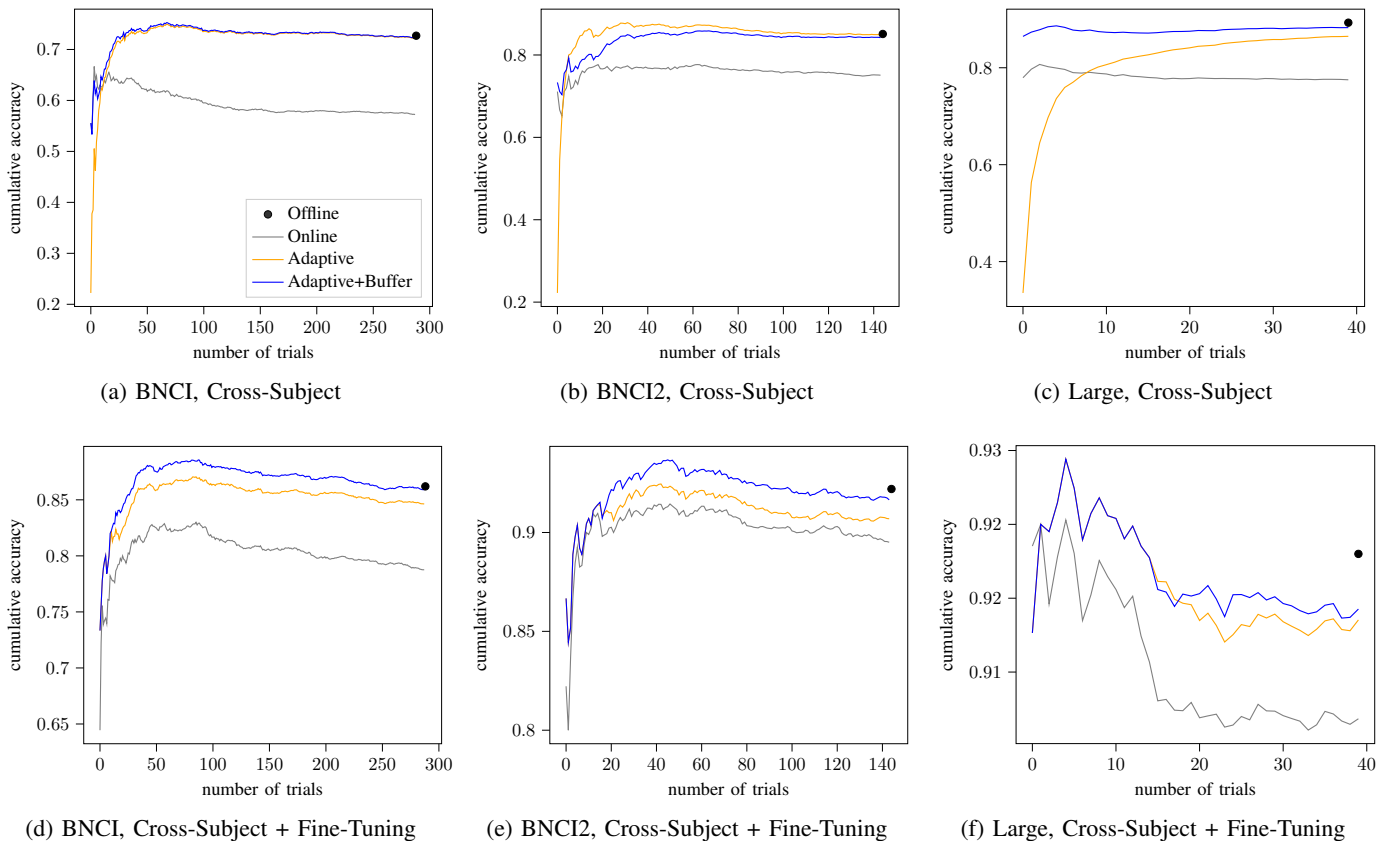 0.7
0.6
0.5
0.4
0.3
0.2
cumulative accuracy
0
50
100
150
200
250
300
number of trials
Offline
Online
Adaptive
Adaptive+Buffer
(a) BNCI, Cross-Subject
0.8
0.6
0.4
0.2
cumulative accuracy
0
20
40
60
80
100
120
140
number of trials
(b) BNCI2, Cross-Subject
0.8
0.6
0.4
cumulative accuracy
0
10
20
30
40
number of trials
(c) Large, Cross-Subject
0.85
0.8
0.75
0.7
0.65
cumulative accuracy
0
50
100
150
200
250
300
number of trials
(d) BNCI, Cross-Subject + Fine-Tuning
0.9
0.85
0.8
cumulative accuracy
0
20
40
60
80
100
120
140
number of trials
(e) BNCI2, Cross-Subject + Fine-Tuning
0.93
0.92
0.92
0.91
cumulative accuracy
0
10
20
30
40
number of trials
(f) Large, Cross-Subject + Fine-Tuning